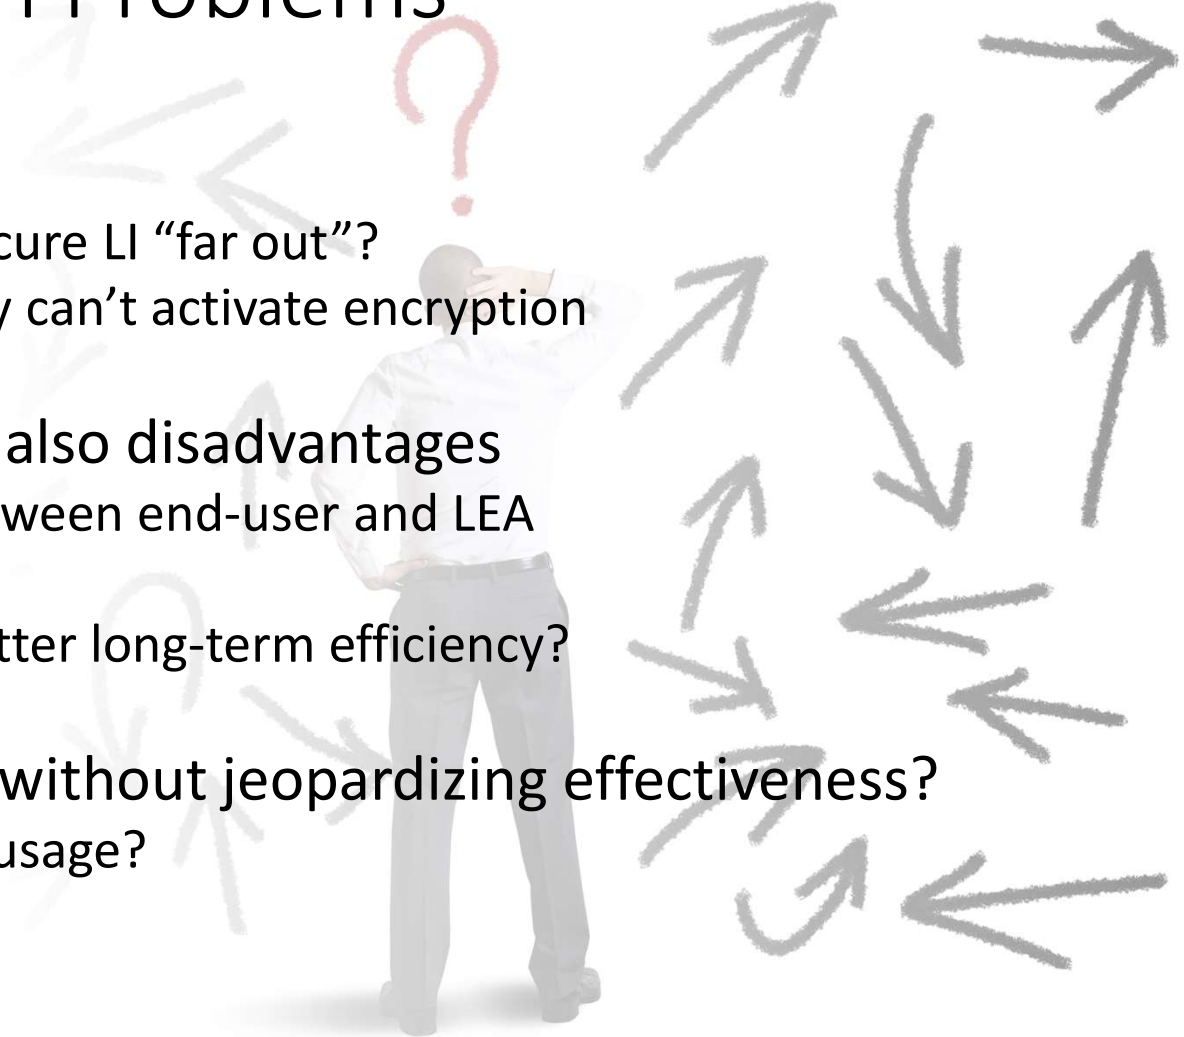 Problems
cure LI “far out”?
y can’t activate encryption
also disadvantages
ween end-user and LEA
tter long-term efficiency?
without jeopardizing effectiveness?
usage?